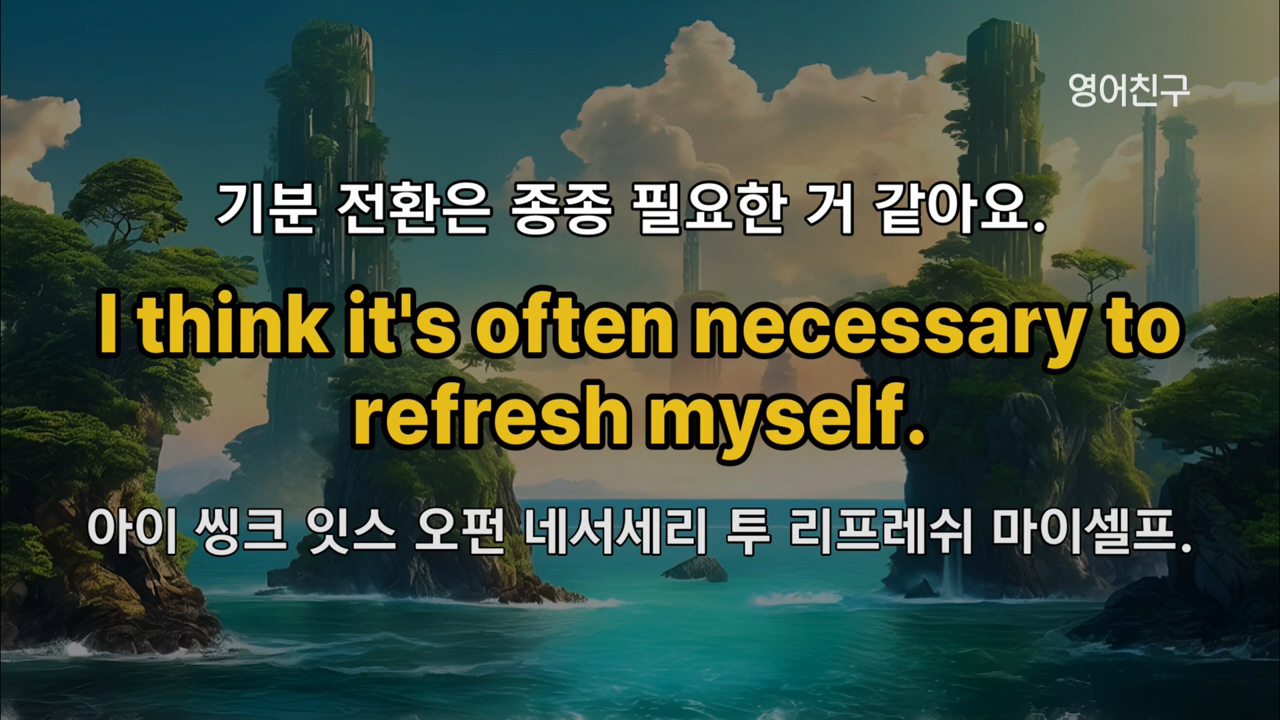 영어친구
기분 전환은 종종 필요한 거 같아요.
I think it's often necessary to
refresh myself.
아이 씽크 잇스 오펀 네서세리 투 리프레쉬 마이셀프.